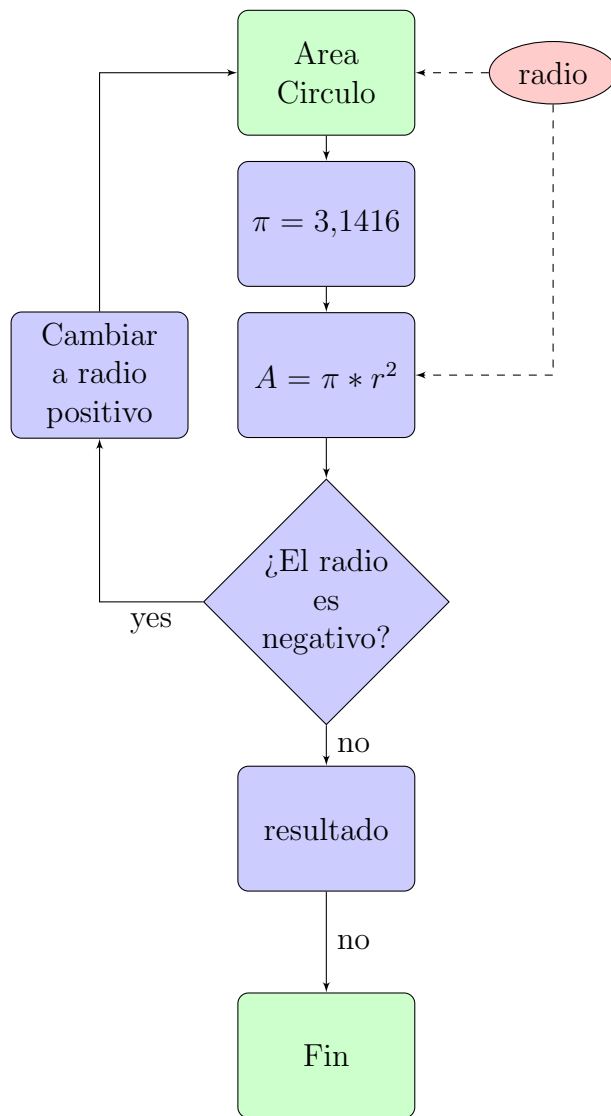 Area
Circulo
radio
π = 3,1416
Cambiar
a radio
positivo
A = π ∗ r²
¿El radio
es
negativo?
yes
no
resultado
no
Fin